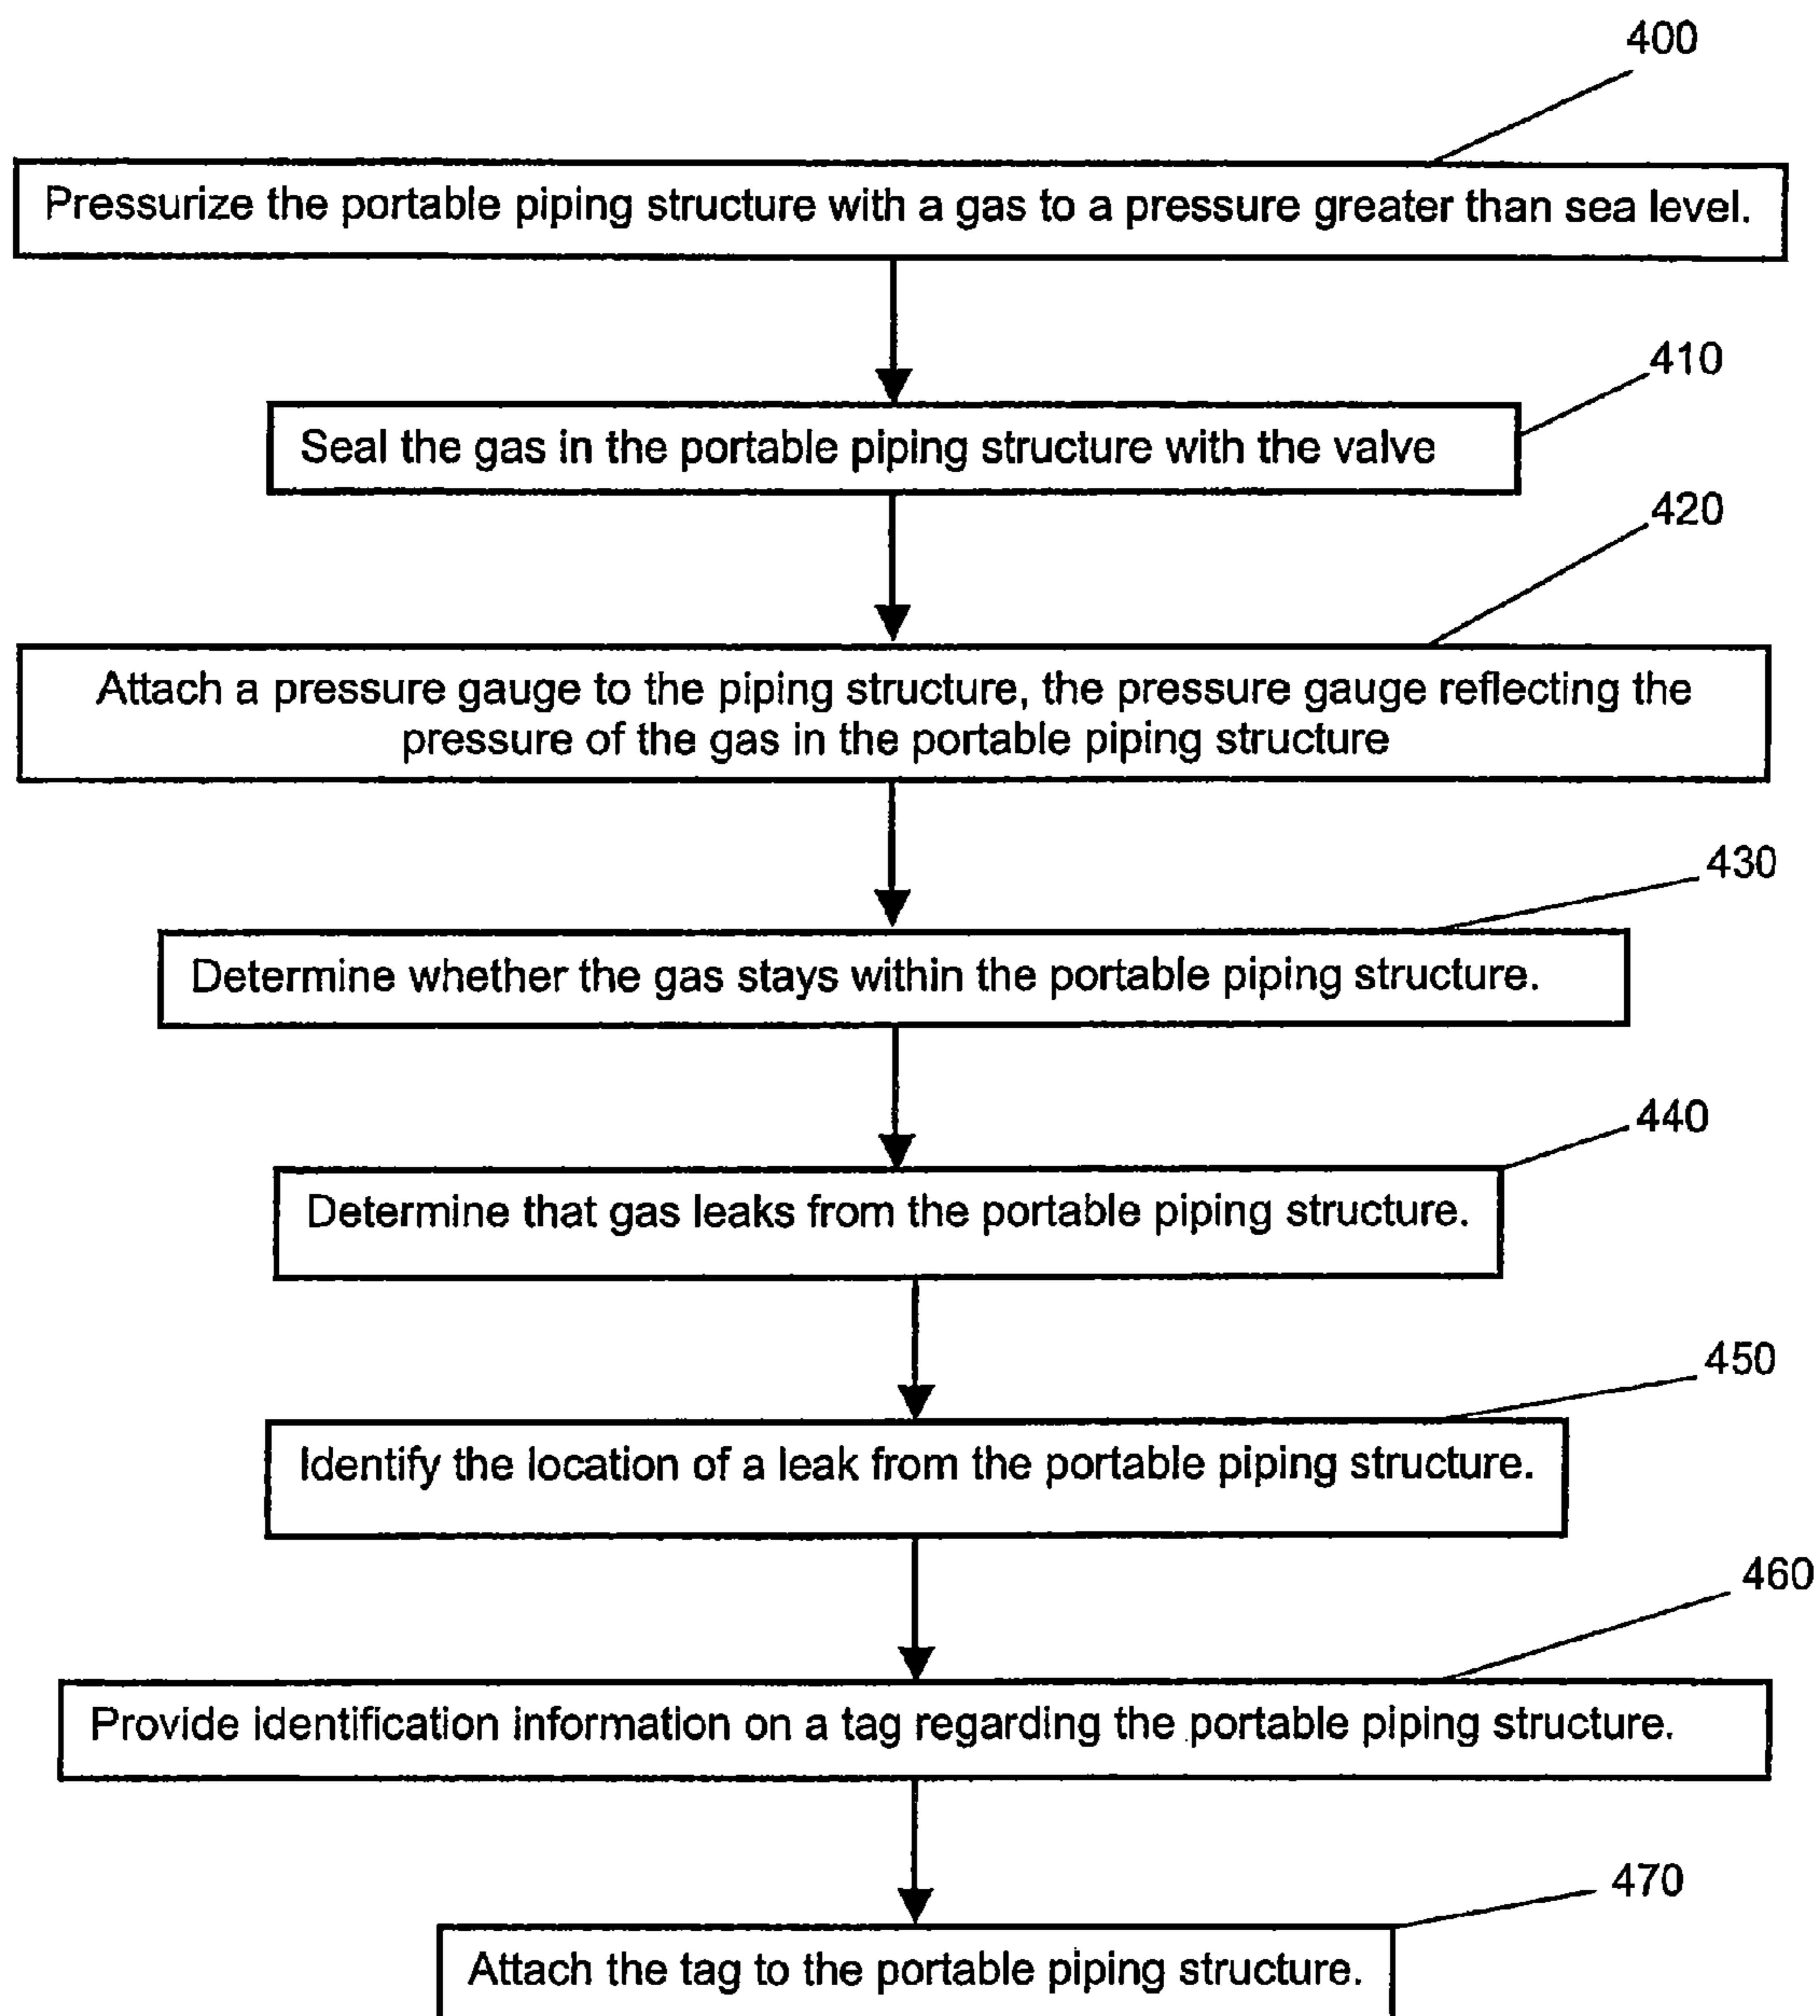 400
Pressurize the portable piping structure with a gas to a pressure greater than sea level.
410
Seal the gas in the portable piping structure with the valve
420
Attach a pressure gauge to the piping structure, the pressure gauge reflecting the
pressure of the gas in the portable piping structure
430
Determine whether the gas stays within the portable piping structure.
440
Determine that gas leaks from the portable piping structure.
450
Identify the location of a leak from the portable piping structure.
460
Provide identification information on a tag regarding the portable piping structure.
470
Attach the tag to the portable piping structure.